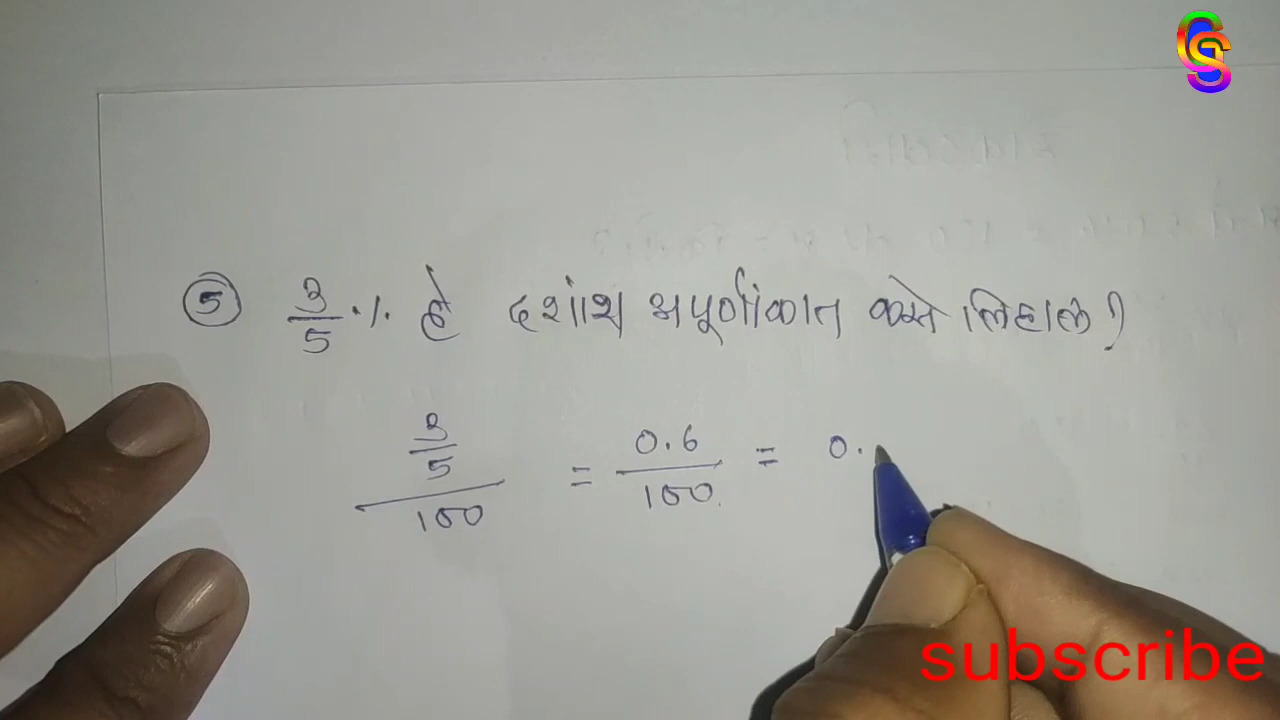 5 3/5 ·/. हे दशांश अपूर्णांकात कसे लिहाल?
3/5 / 100 = 0.6 / 100 = 0.
subscribe